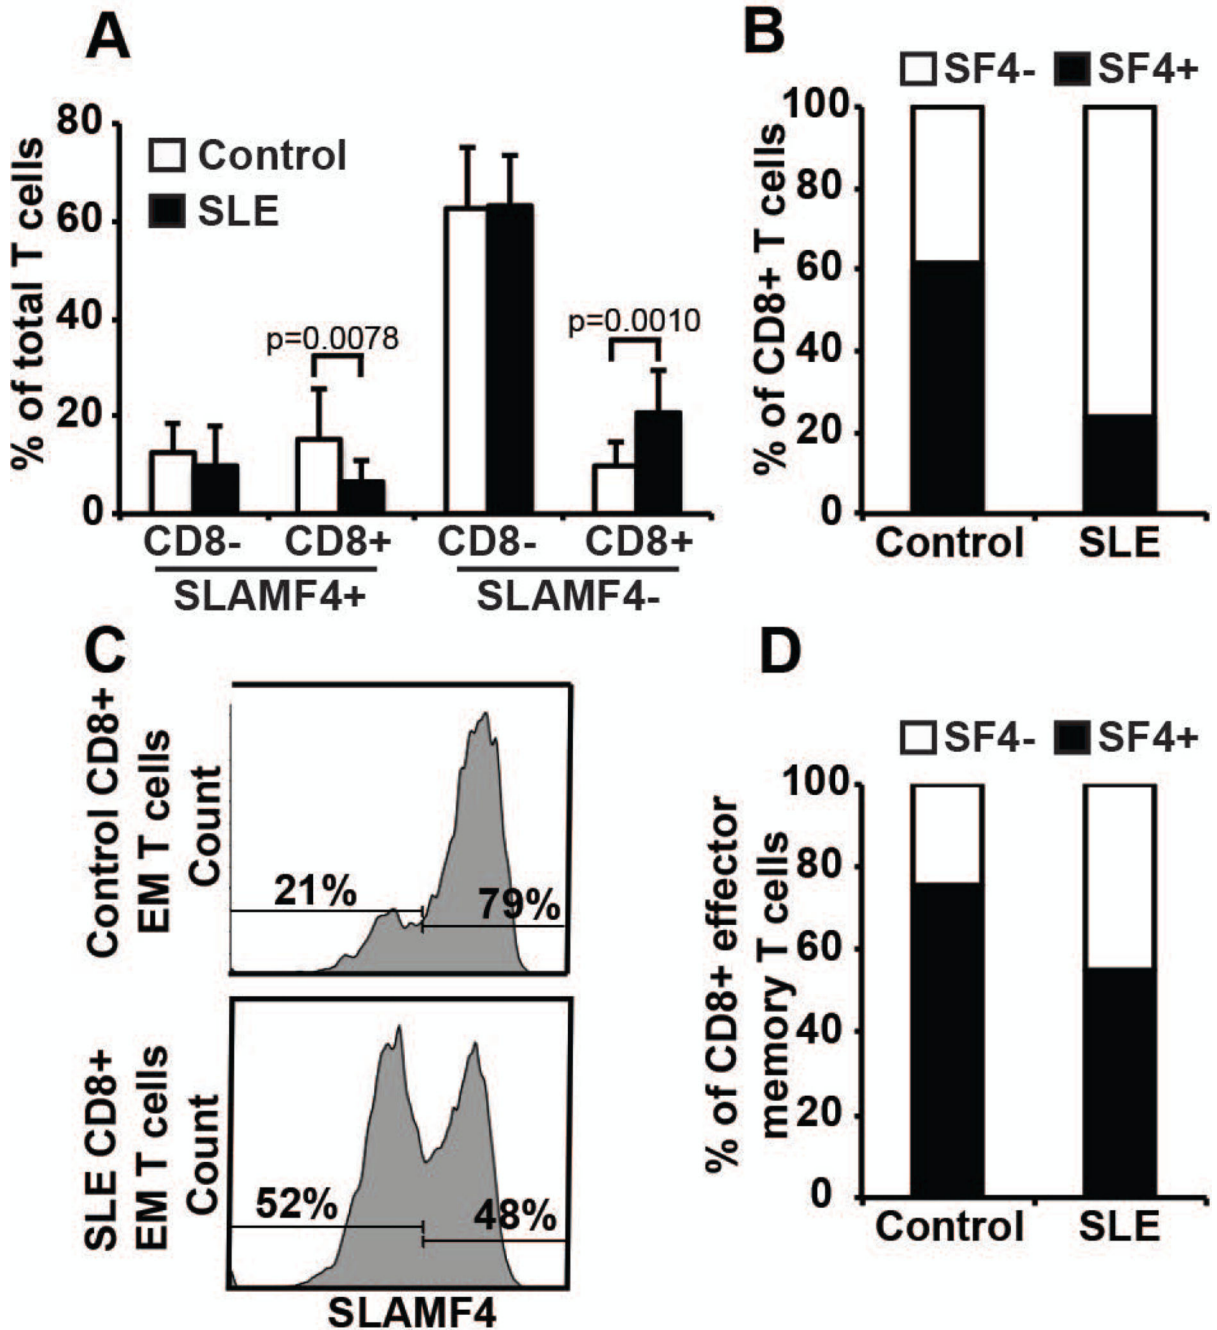 A
% of total T cells
80
60
40
20
0
Control
SLE
p=0.0078
p=0.0010
CD8-
CD8+
CD8-
CD8+
SLAMF4+
SLAMF4-
B
SF4-
SF4+
% of CD8+ T cells
100
80
60
40
20
0
Control
SLE
C
Control CD8+
EM T cells
Count
21%
79%
SLE CD8+
EM T cells
Count
52%
48%
SLAMF4
D
SF4-
SF4+
% of CD8+ effector
memory T cells
100
80
60
40
20
0
Control
SLE